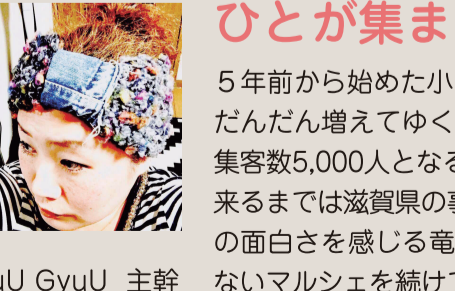 ひとが集ま
５年前から始めた小
だんだん増えてゆく
集客数5,000人となる
来るまでは滋賀県の事
の面白さを感じる竜
ないマルシェを続けて
uU GyuU 主幹